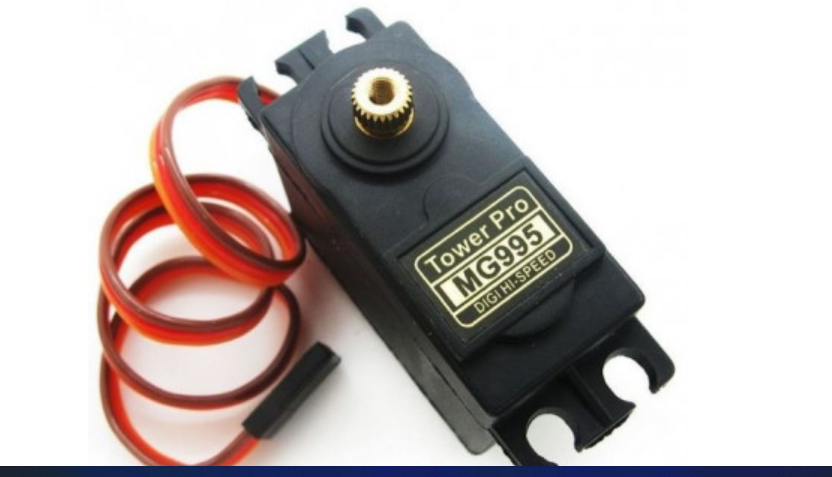 Tower Pro
MG995
DIGI HI-SPEED